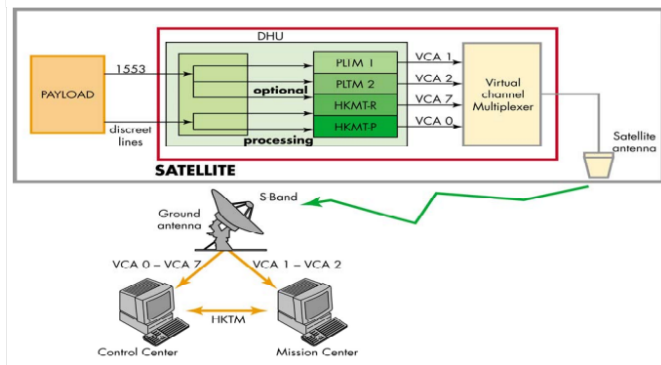 DHU
1553
PAYLOAD
discreet
lines
optional
processing
PLIM 1
PLTM 2
HKMT-R
HKMT-P
VCA 1
VCA 2
VCA 7
VCA 0
Virtual
channel
Multiplexer
Satellite
antenna
SATELLITE
S Band
Ground
antenna
VCA 0 – VCA 7
VCA 1 – VCA 2
HKTM
Control Center
Mission Center